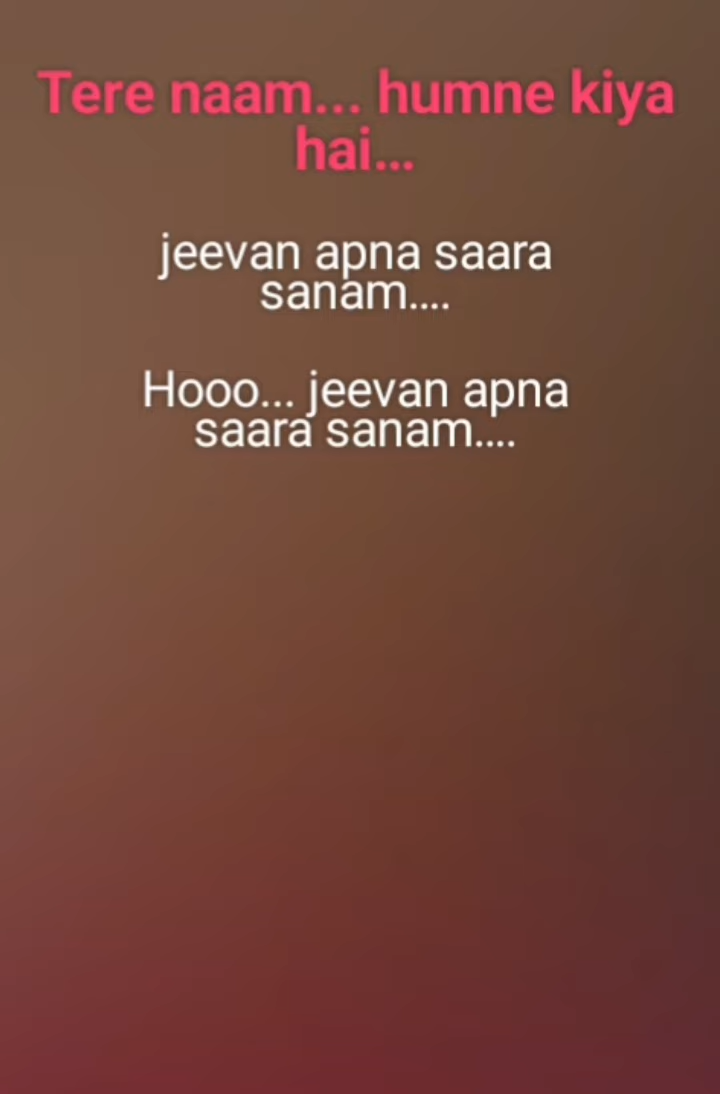 Tere naam... humne kiya
hai...
jeevan apna saara
sanam....
Hooo... jeevan apna
saara sanam....